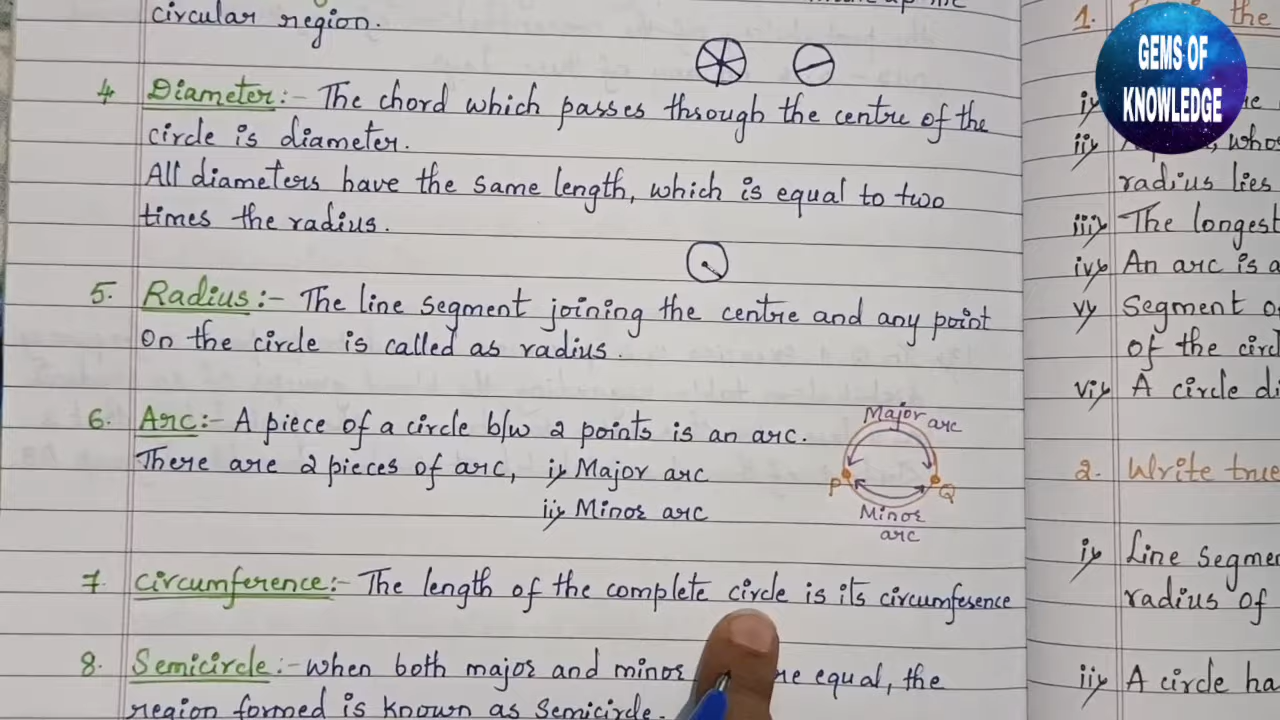 circular region.
4 Diameter:- The chord which passes through the centre of the
circle is diameter.
All diameters have the same length, which is equal to two
times the radius.
5. Radius:- The line segment joining the centre and any point
on the circle is called as radius.
6. Arc:- A piece of a circle b/w 2 points is an arc.
There are 2 pieces of arc, i) Major arc
ii) Minor arc
Major arc
P Q
Minor
arc
7. Circumference:- The length of the complete circle is its circumference
8. Semicircle:- when both major and minor are equal, the
region formed is known as semicircle.
1. the
GEMS OF
KNOWLEDGE
i)
ii) whos
radius lies
iii) The longest
iv) An arc is a
v) Segment o
of the circ
vi) A circle di
2. Write true
i) Line segme
radius of
ii) A circle ha